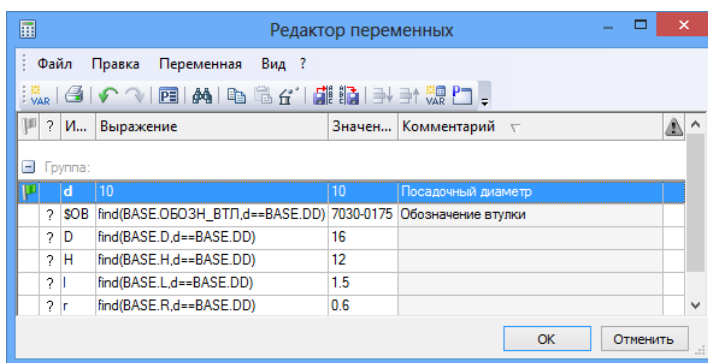 Редактор переменных
Файл Правка Переменная Вид ?
VAR PE VAR P
? И... Выражение Значен... Комментарий
Группа:
d 10 10 Посадочный диаметр
? $OB find(BASE.ОБОЗН_ВТЛ,d==BASE.DD) 7030-0175 Обозначение втулки
? D find(BASE.D,d==BASE.DD) 16
? H find(BASE.H,d==BASE.DD) 12
? l find(BASE.L,d==BASE.DD) 1.5
? r find(BASE.R,d==BASE.DD) 0.6
OK Отменить